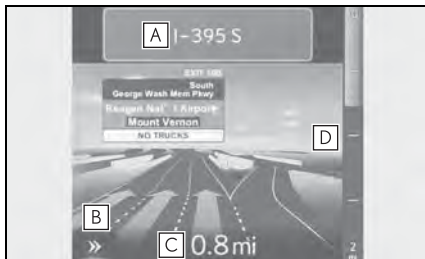 A I-395 S
EXIT 10B
South
George Wash Mem Pkwy
Reagan Nat'l Airport
Mount Vernon
NO TRUCKS
D
B
»
C 0.8 mi
2